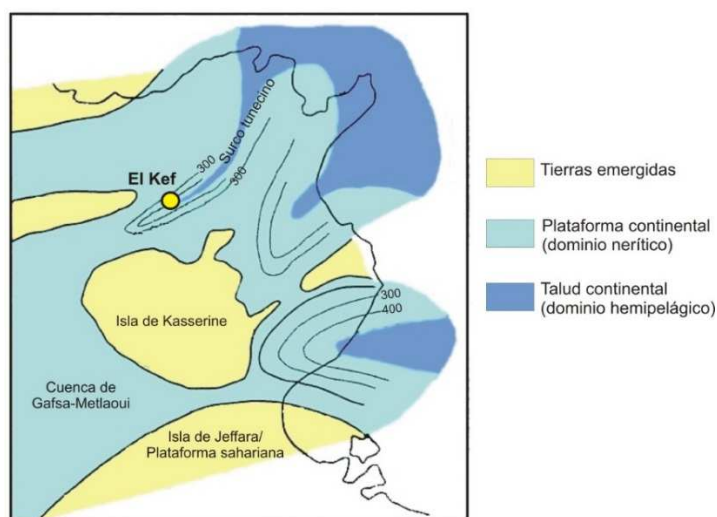 300
Surco tunecino
300
El Kef
Isla de Kasserine
300
400
Cuenca de
Gafsa-Metlaoui
Isla de Jeffara/
Plataforma sahariana
Tierras emergidas
Plataforma continental
(dominio nerítico)
Talud continental
(dominio hemipelágico)